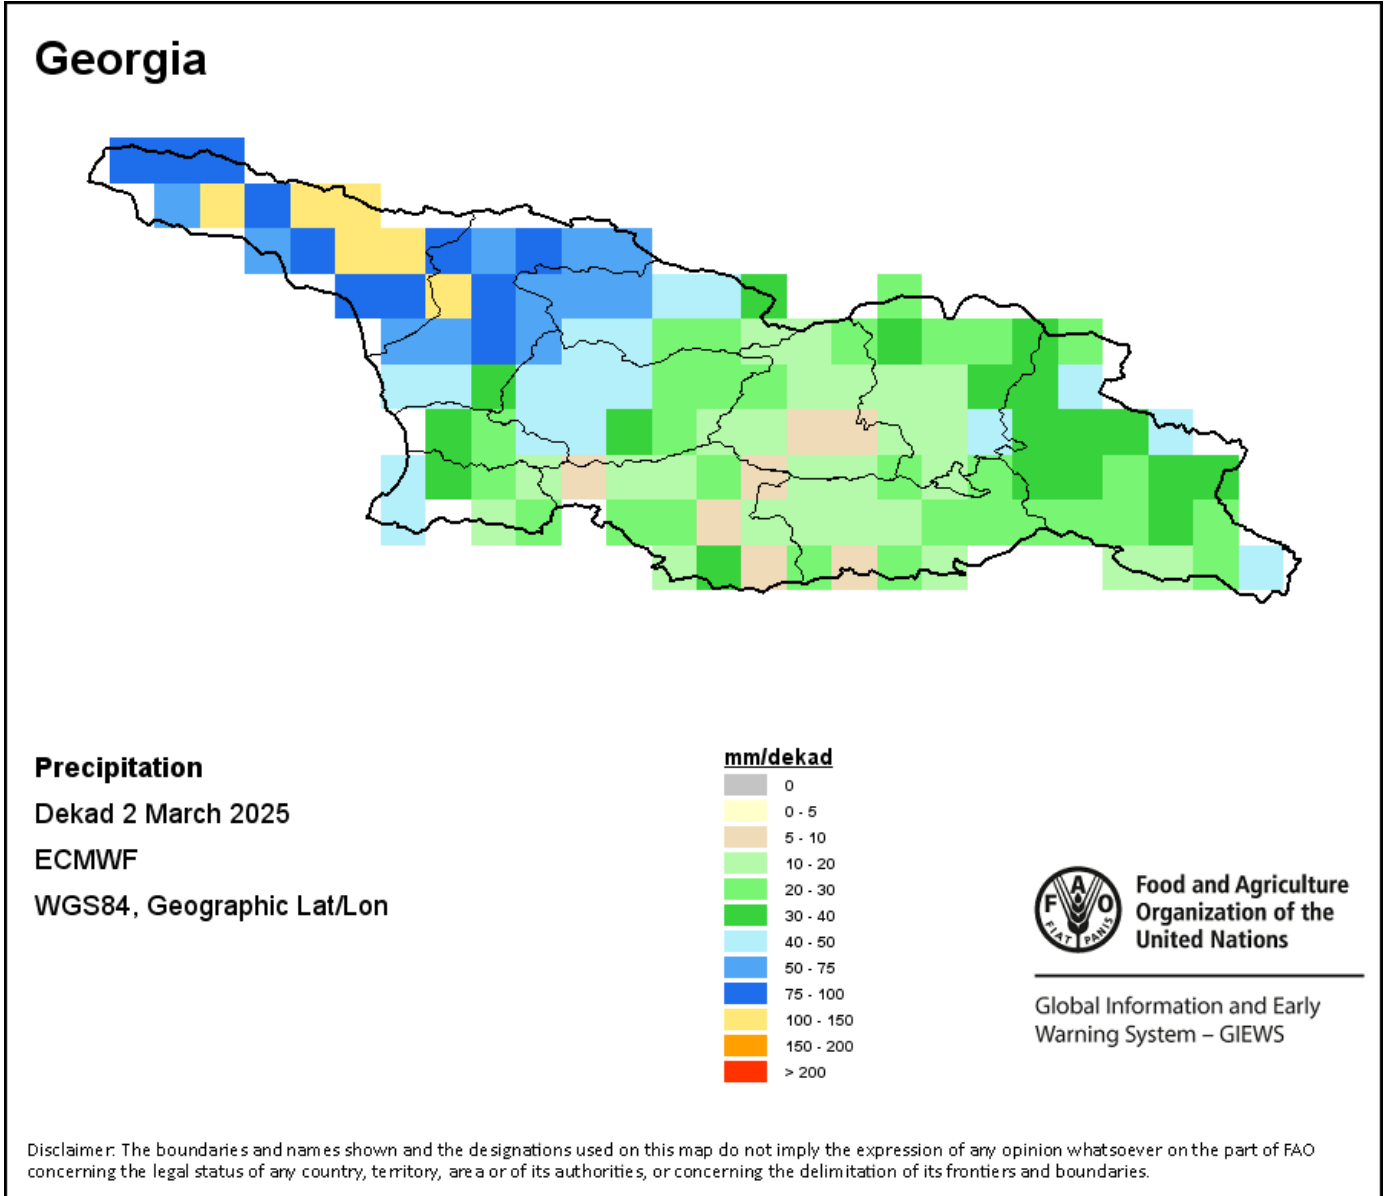 Georgia
Precipitation
Dekad 2 March 2025
ECMWF
WGS84, Geographic Lat/Lon
mm/dekad
0
0 - 5
5 - 10
10 - 20
20 - 30
30 - 40
40 - 50
50 - 75
75 - 100
100 - 150
150 - 200
> 200
F A O
FIAT PANIS
Food and Agriculture
Organization of the
United Nations
Global Information and Early
Warning System – GIEWS
Disclaimer: The boundaries and names shown and the designations used on this map do not imply the expression of any opinion whatsoever on the part of FAO
concerning the legal status of any country, territory, area or of its authorities, or concerning the delimitation of its frontiers and boundaries.